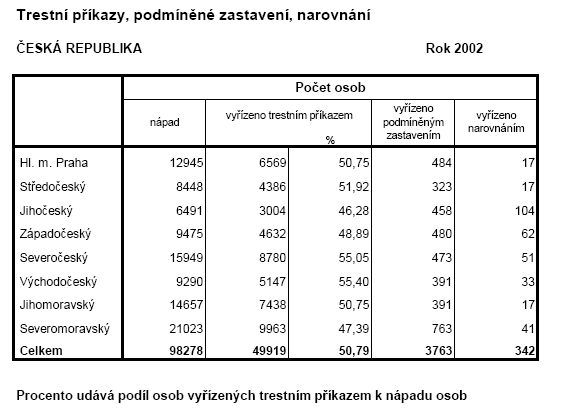 Trestní příkazy, podmíněné zastavení, narovnání
ČESKÁ REPUBLIKA Rok 2002
Počet osob
nápad vyřízeno trestním příkazem vyřízeno podmíněným zastavením vyřízeno narovnáním
%
Hl. m. Praha 12945 6569 50,75 484 17
Středočeský 8448 4386 51,92 323 17
Jihočeský 6491 3004 46,28 458 104
Západočeský 9475 4632 48,89 480 62
Severočeský 15949 8780 55,05 473 51
Východočeský 9290 5147 55,40 391 33
Jihomoravský 14657 7438 50,75 391 17
Severomoravský 21023 9963 47,39 763 41
Celkem 98278 49919 50,79 3763 342
Procento udává podíl osob vyřízených trestním příkazem k nápadu osob